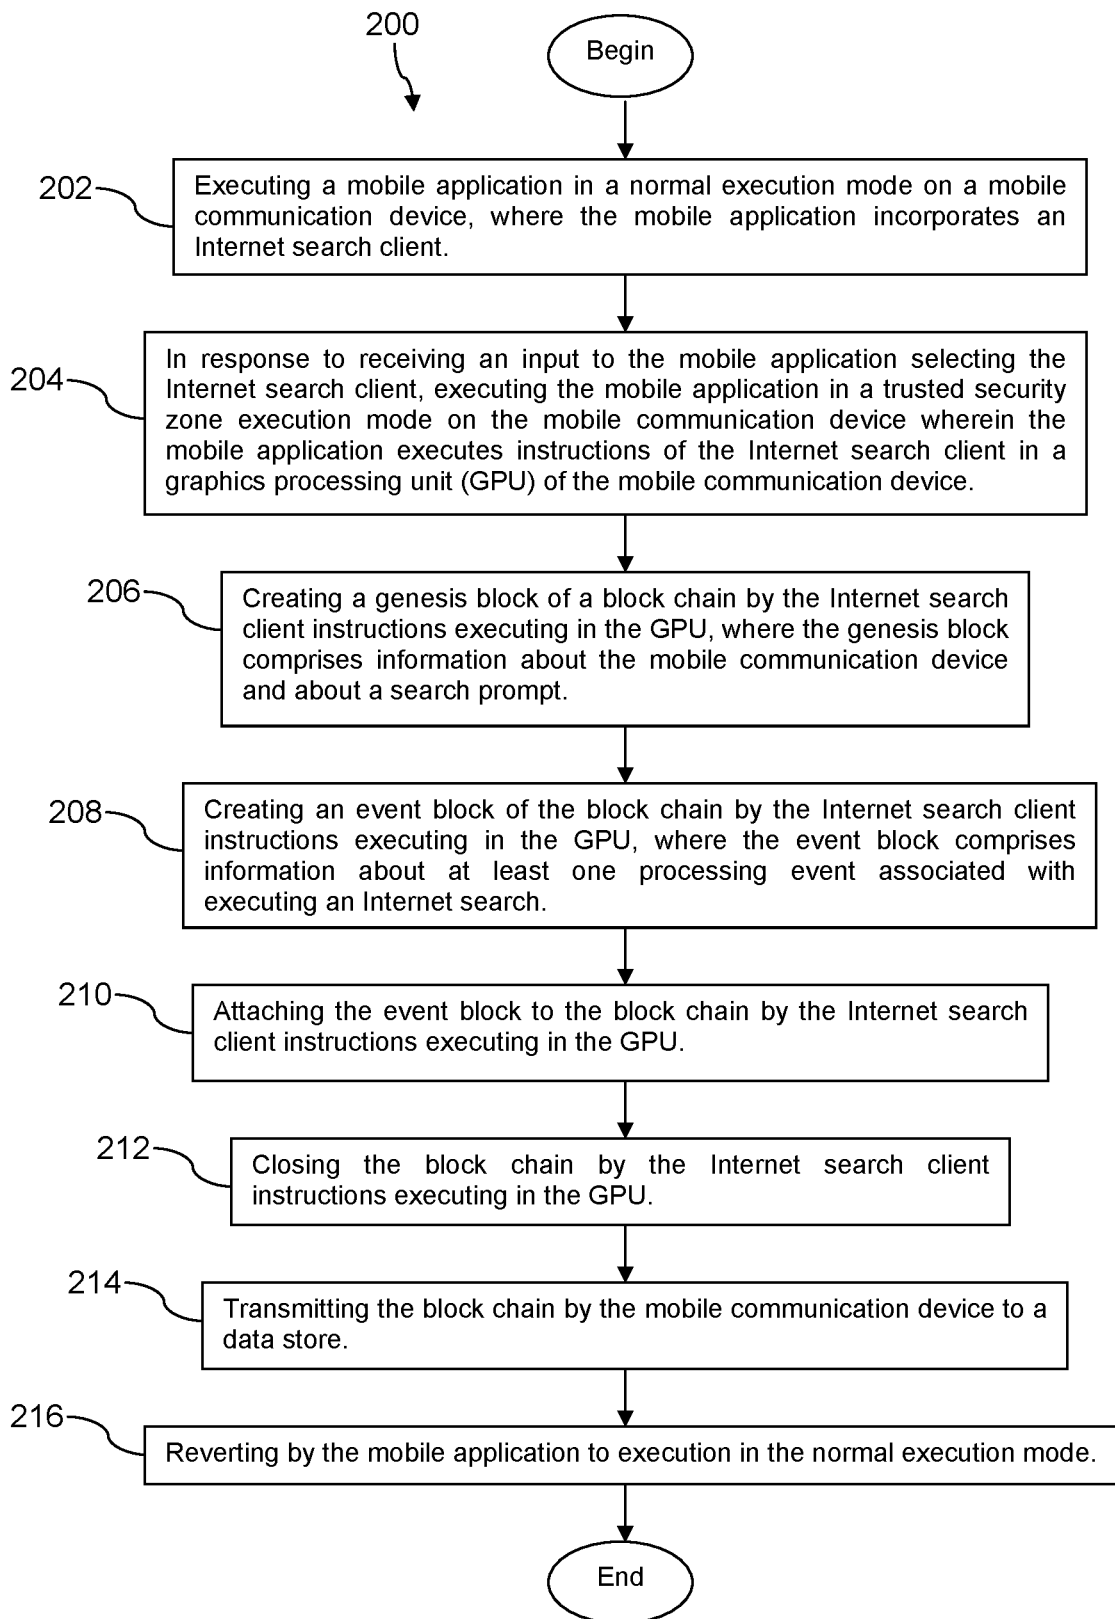 200
Begin
202
Executing a mobile application in a normal execution mode on a mobile
communication device, where the mobile application incorporates an
Internet search client.
204
In response to receiving an input to the mobile application selecting the
Internet search client, executing the mobile application in a trusted security
zone execution mode on the mobile communication device wherein the
mobile application executes instructions of the Internet search client in a
graphics processing unit (GPU) of the mobile communication device.
206
Creating a genesis block of a block chain by the Internet search
client instructions executing in the GPU, where the genesis block
comprises information about the mobile communication device
and about a search prompt.
208
Creating an event block of the block chain by the Internet search client
instructions executing in the GPU, where the event block comprises
information about at least one processing event associated with
executing an Internet search.
210
Attaching the event block to the block chain by the Internet search
client instructions executing in the GPU.
212
Closing the block chain by the Internet search client
instructions executing in the GPU.
214
Transmitting the block chain by the mobile communication device to a
data store.
216
Reverting by the mobile application to execution in the normal execution mode.
End